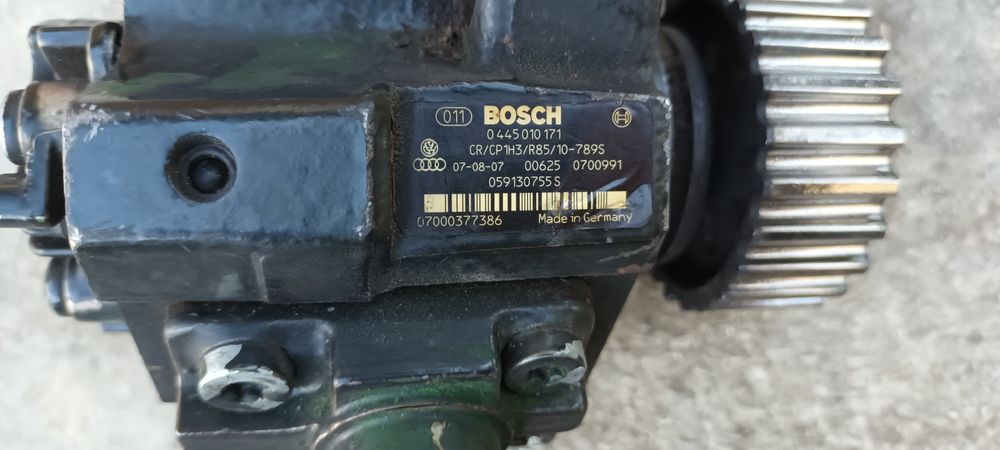 011 BOSCH
0 445 010 171
CR/CP1H3/R85/10-789S
07-08-07 00625 0700991
059130755 S
07000377386 Made in Germany